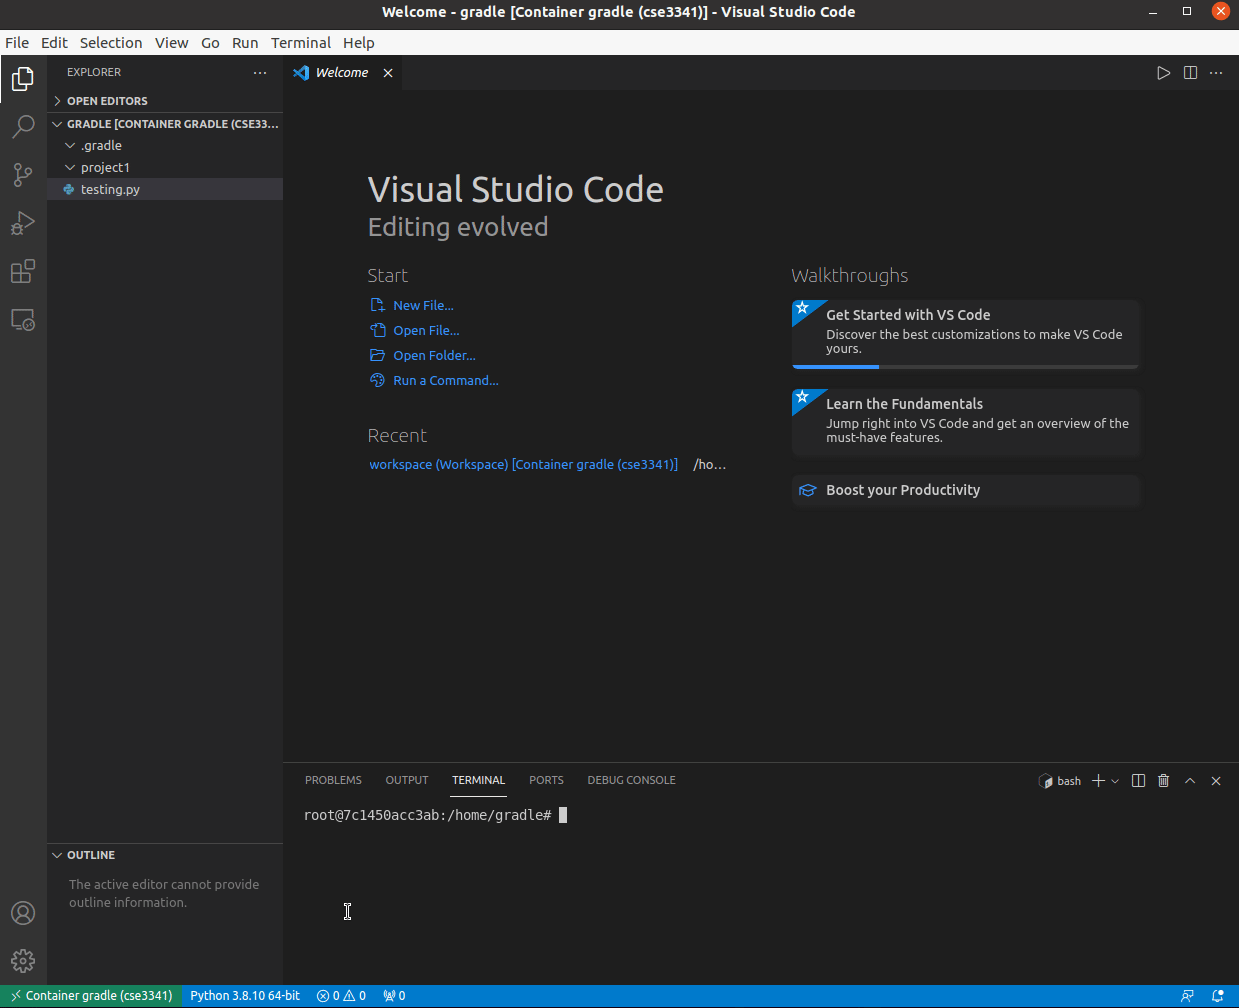 Welcome - gradle [Container gradle (cse3341)] - Visual Studio Code
File Edit Selection View Go Run Terminal Help
EXPLORER
OPEN EDITORS
GRADLE [CONTAINER GRADLE (CSE33...
.gradle
project1
testing.py
Welcome
Visual Studio Code
Editing evolved
Start
New File...
Open File...
Open Folder...
Run a Command...
Recent
workspace (Workspace) [Container gradle (cse3341)] /ho...
Walkthroughs
Get Started with VS Code
Discover the best customizations to make VS Code
yours.
Learn the Fundamentals
Jump right into VS Code and get an overview of the
must-have features.
Boost your Productivity
PROBLEMS OUTPUT TERMINAL PORTS DEBUG CONSOLE
bash
root@7c1450acc3ab:/home/gradle#
OUTLINE
The active editor cannot provide
outline information.
Container gradle (cse3341) Python 3.8.10 64-bit 0 0 0